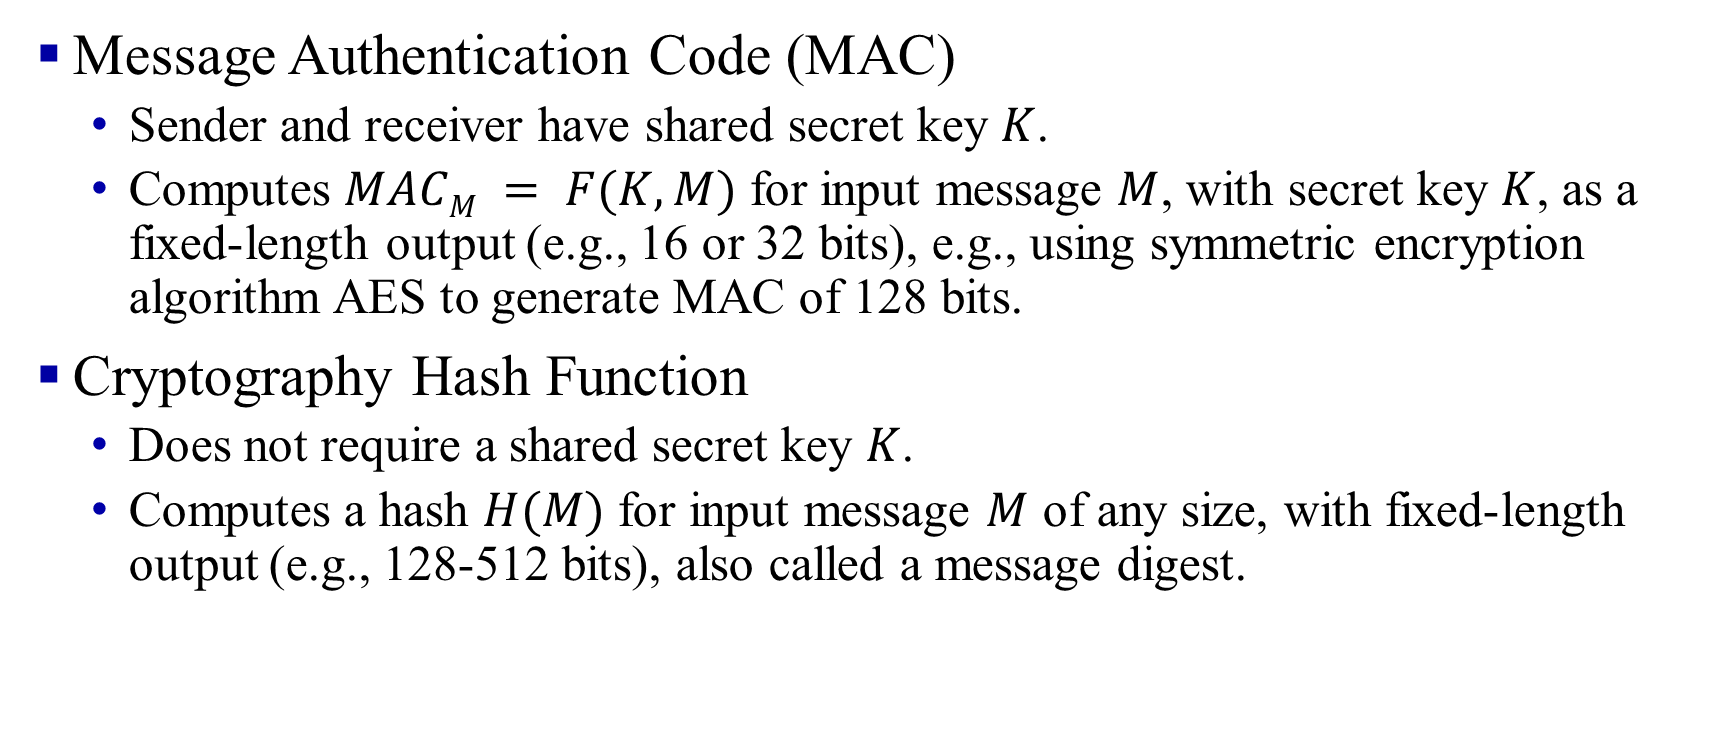 ▪ Message Authentication Code (MAC)
• Sender and receiver have shared secret key K.
• Computes MAC_M = F(K, M) for input message M, with secret key K, as a
fixed-length output (e.g., 16 or 32 bits), e.g., using symmetric encryption
algorithm AES to generate MAC of 128 bits.
▪ Cryptography Hash Function
• Does not require a shared secret key K.
• Computes a hash H(M) for input message M of any size, with fixed-length
output (e.g., 128-512 bits), also called a message digest.